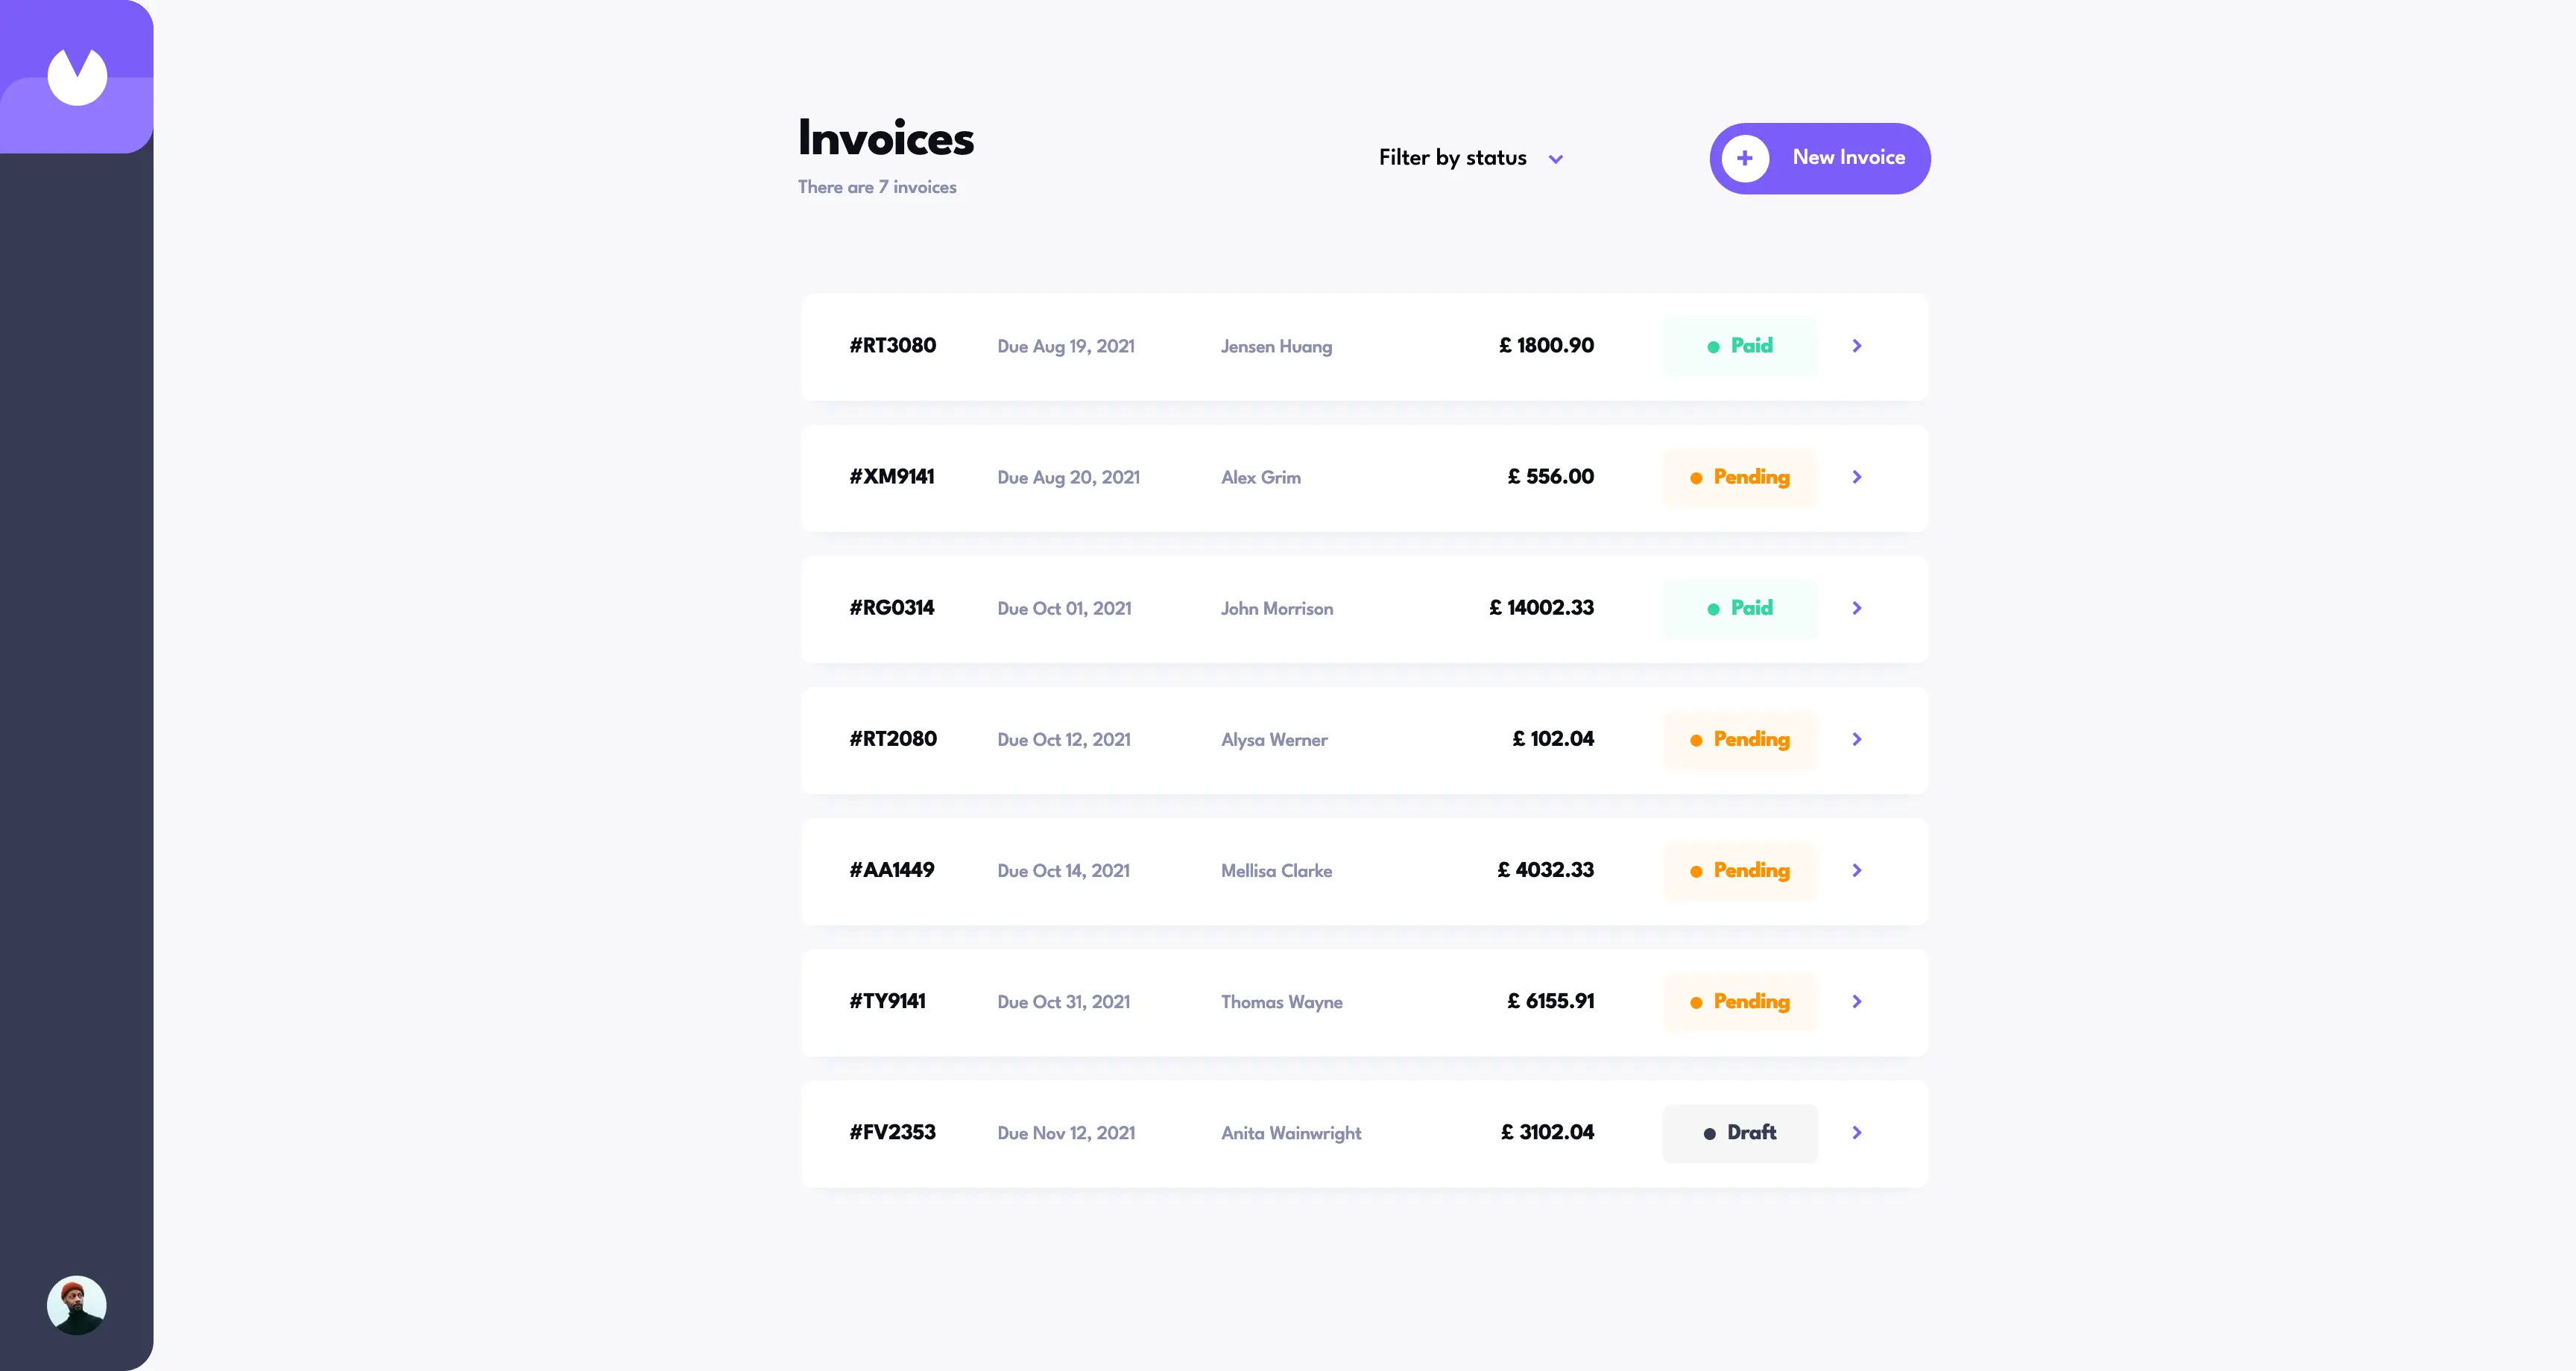 Invoices
There are 7 invoices
Filter by status
New Invoice
#RT3080 Due Aug 19, 2021 Jensen Huang £ 1800.90 Paid
#XM9141 Due Aug 20, 2021 Alex Grim £ 556.00 Pending
#RG0314 Due Oct 01, 2021 John Morrison £ 14002.33 Paid
#RT2080 Due Oct 12, 2021 Alysa Werner £ 102.04 Pending
#AA1449 Due Oct 14, 2021 Mellisa Clarke £ 4032.33 Pending
#TY9141 Due Oct 31, 2021 Thomas Wayne £ 6155.91 Pending
#FV2353 Due Nov 12, 2021 Anita Wainwright £ 3102.04 Draft